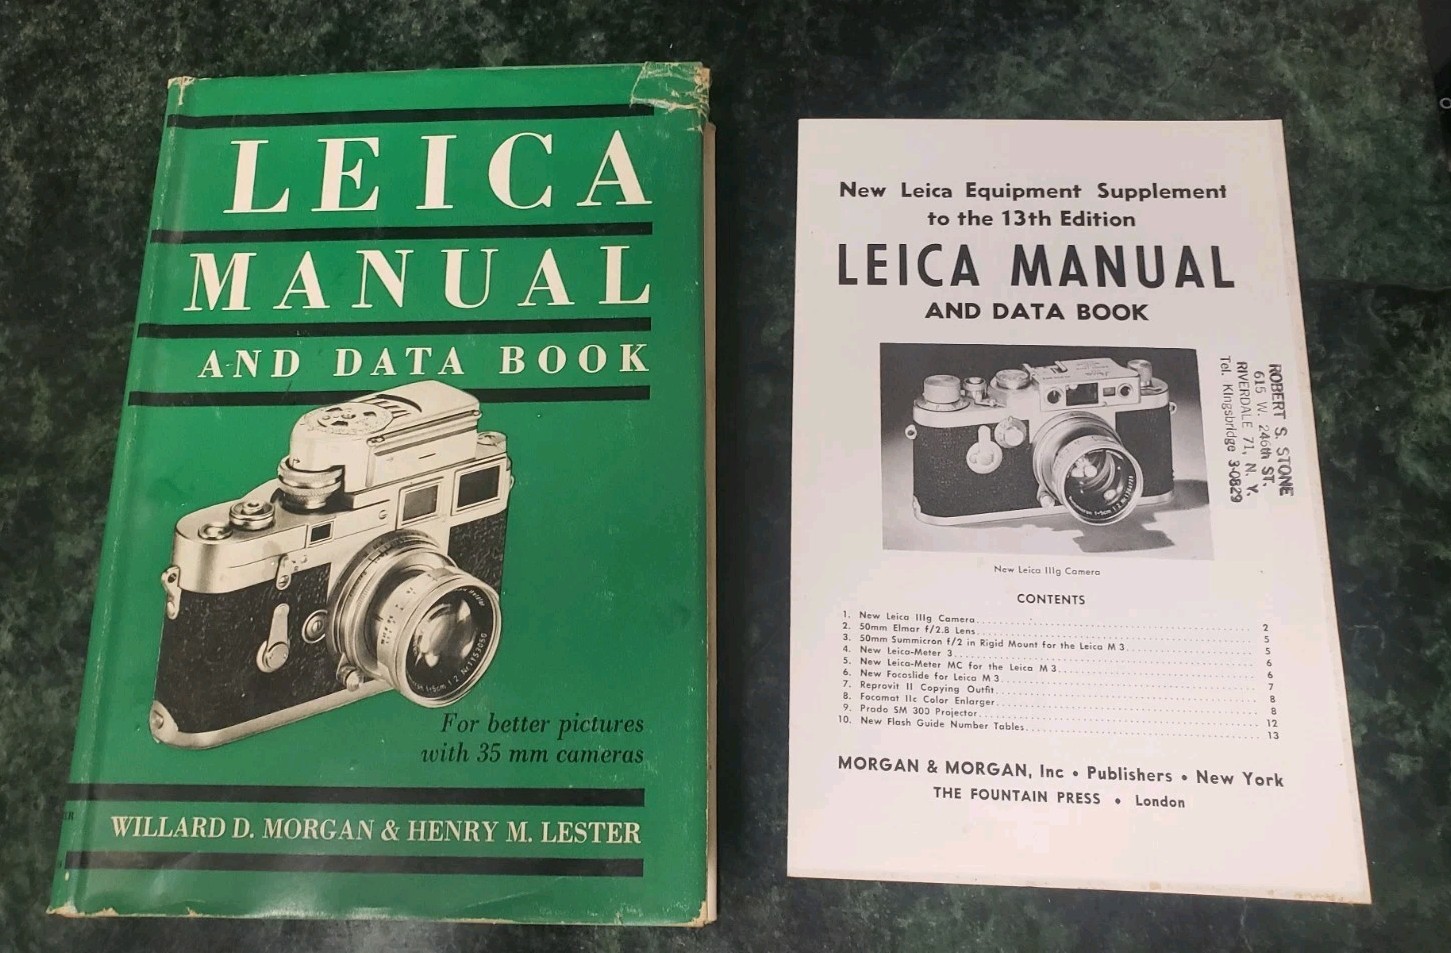 LEICA
MANUAL
AND DATA BOOK
For better pictures
with 35 mm cameras
WILLARD D. MORGAN & HENRY M. LESTER
New Leica Equipment Supplement
to the 13th Edition
LEICA MANUAL
AND DATA BOOK
ROBERT S. STONE
615 W. 246th ST.
RIVERDALE 71, N. Y.
Tel. Kingsbridge 3-0829
New Leica IIIg Camera
CONTENTS
1. New Leica IIIg Camera 2
2. 50mm Elmar f/2.8 Lens 5
3. 50mm Summicron f/2 in Rigid Mount for the Leica M 3 5
4. New Leica-Meter 3 6
5. New Leica-Meter MC for the Leica M 3 6
6. New Focoslide for Leica M 3 7
7. Reprovit II Copying Outfit 8
8. Focomat IIc Color Enlarger 8
9. Prado SM 300 Projector 12
10. New Flash Guide Number Tables 13
MORGAN & MORGAN, Inc • Publishers • New York
THE FOUNTAIN PRESS • London